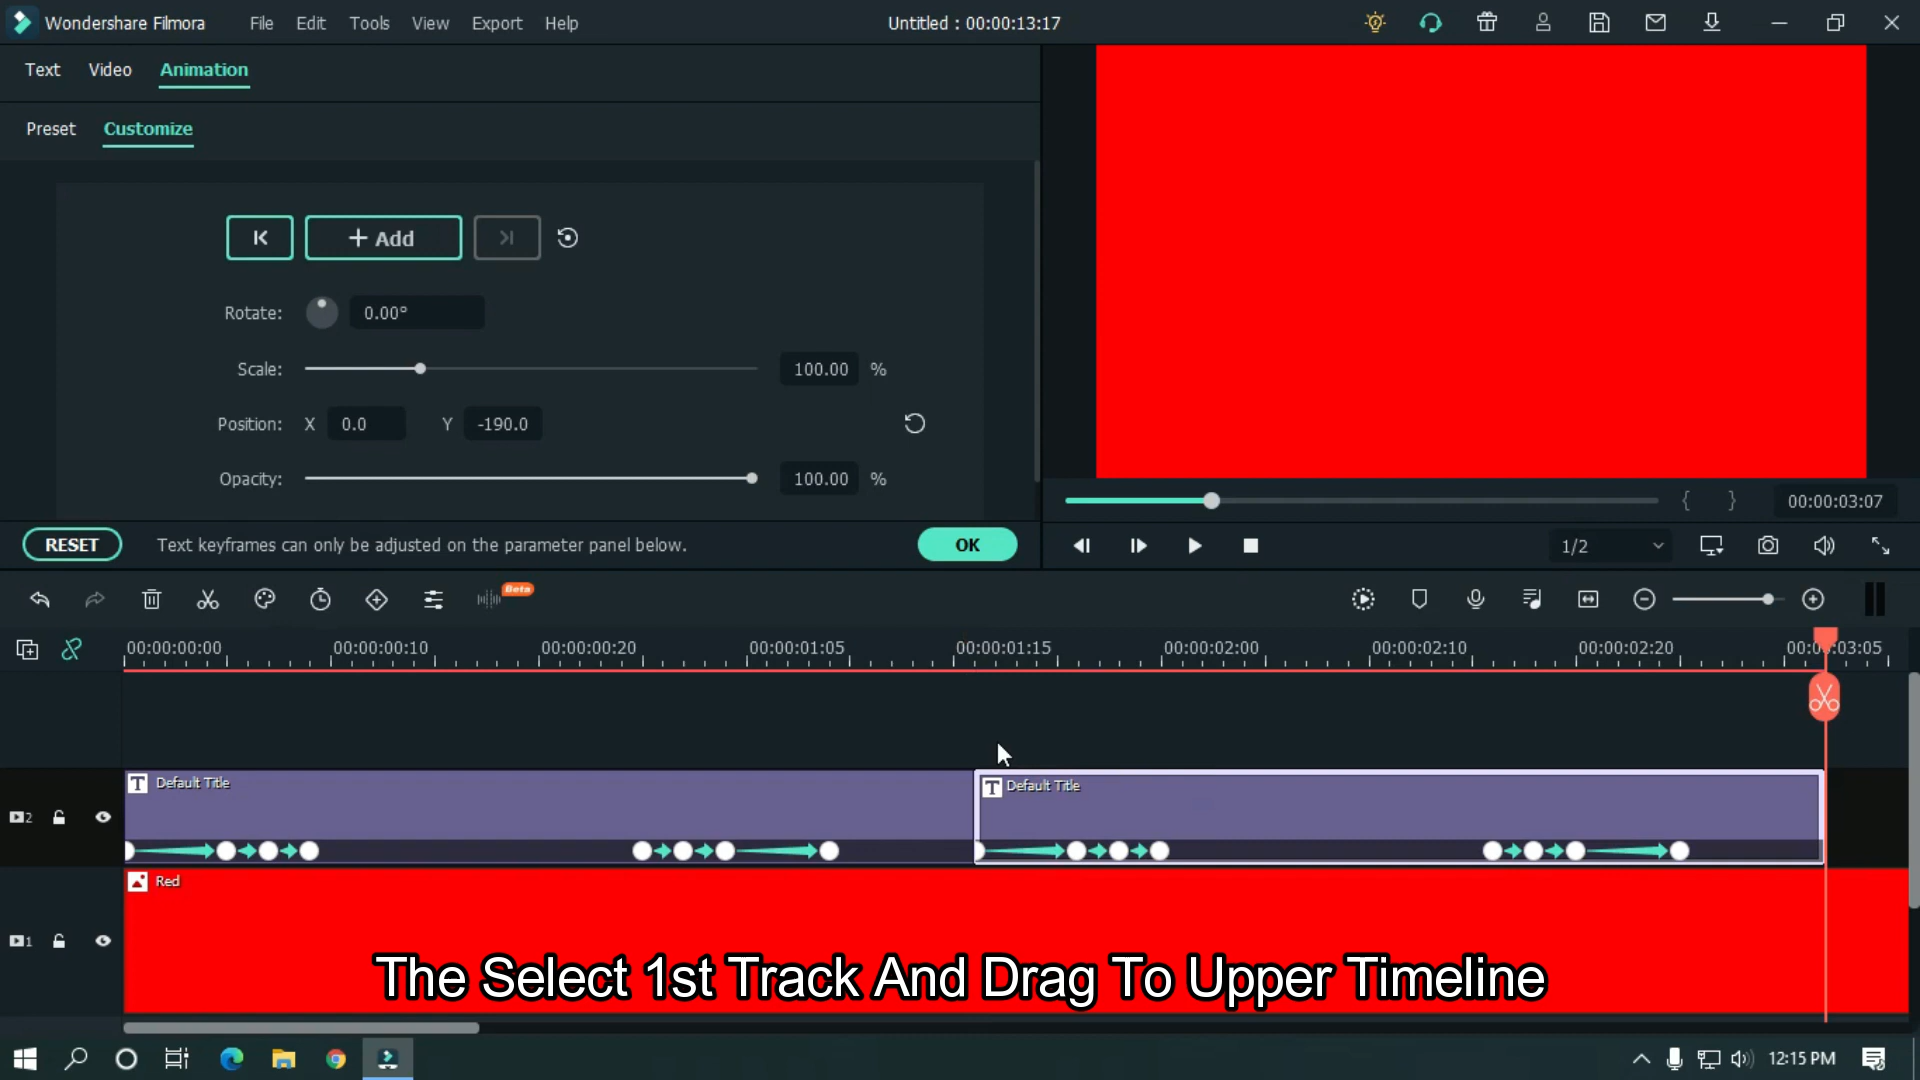 Wondershare Filmora File Edit Tools View Export Help Untitled : 00:00:13:17
Text Video Animation
Preset Customize
Add
Rotate: 0.00°
Scale: 100.00 %
Position: X 0.0 Y -190.0
Opacity: 100.00 %
{ } 00:00:03:07
RESET Text keyframes can only be adjusted on the parameter panel below. OK
1/2
Beta
00:00:00:00 00:00:00:10 00:00:00:20 00:00:01:05 00:00:01:15 00:00:02:00 00:00:02:10 00:00:02:20
T Default Title T Default Title
2
Red
1
The Select 1st Track And Drag To Upper Timeline
12:15 PM